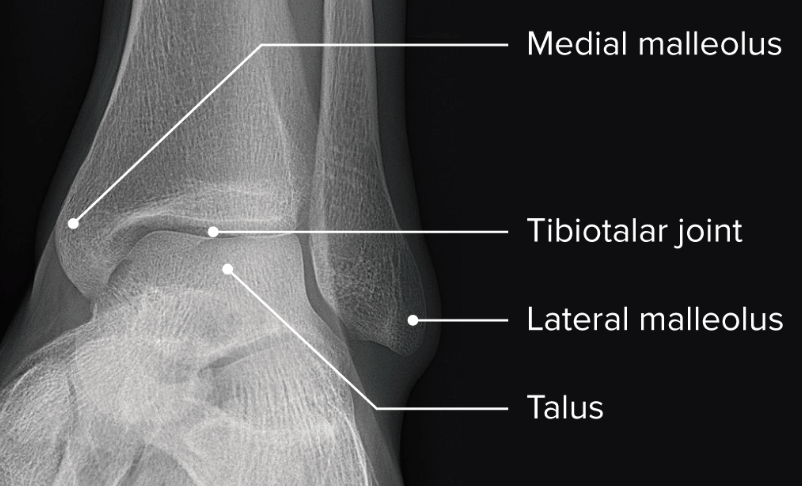 Medial malleolus
Tibiotalar joint
Lateral malleolus
Talus